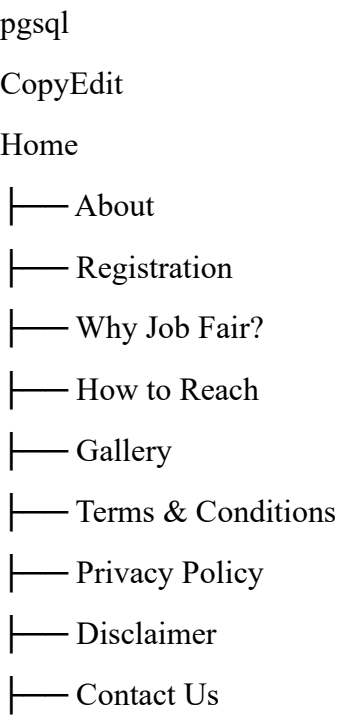 pgsql
CopyEdit
Home
├── About
├── Registration
├── Why Job Fair?
├── How to Reach
├── Gallery
├── Terms & Conditions
├── Privacy Policy
├── Disclaimer
├── Contact Us